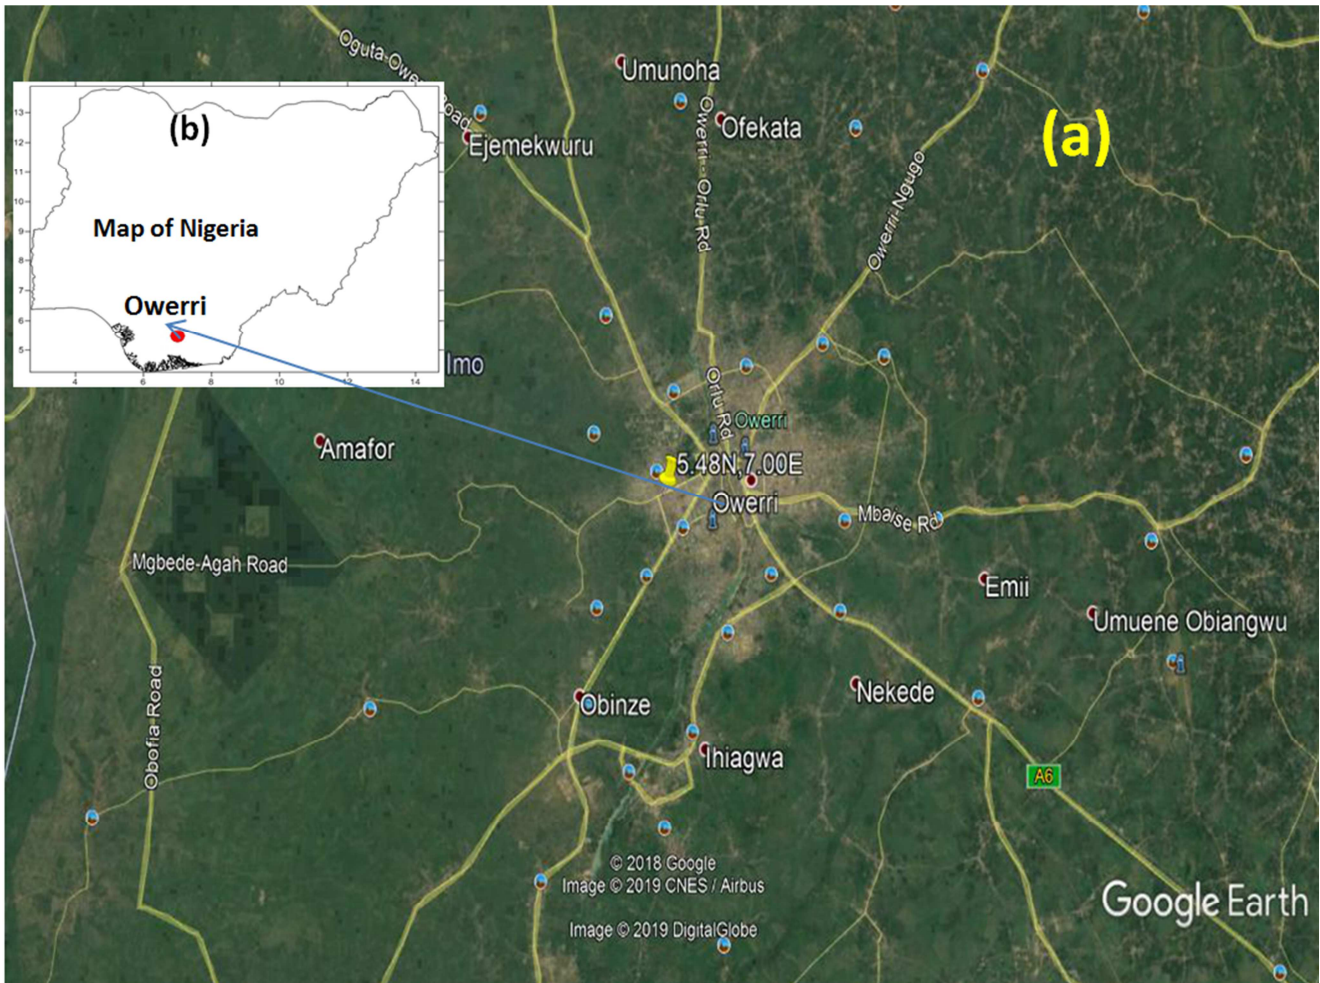 Oguta-Owe
Road
Umunoha
(a)
(b)
Ofekata
Ejemekwuru
Owerri - Orlu Rd
Owerri-Ngugo
Map of Nigeria
Owerri
13
12
11
10
9
8
7
6
5
4
6
8
10
12
14
Imo
Orlu Rd
Owerri
Amafor
5.48N,7.00E
Owerri
Mbaise Rd
Mgbede-Agah Road
Emii
Umuene Obiangwu
Obofia Road
Obinze
Nekede
Ihiagwa
A6
© 2018 Google
Image © 2019 CNES / Airbus
Image © 2019 DigitalGlobe
Google Earth